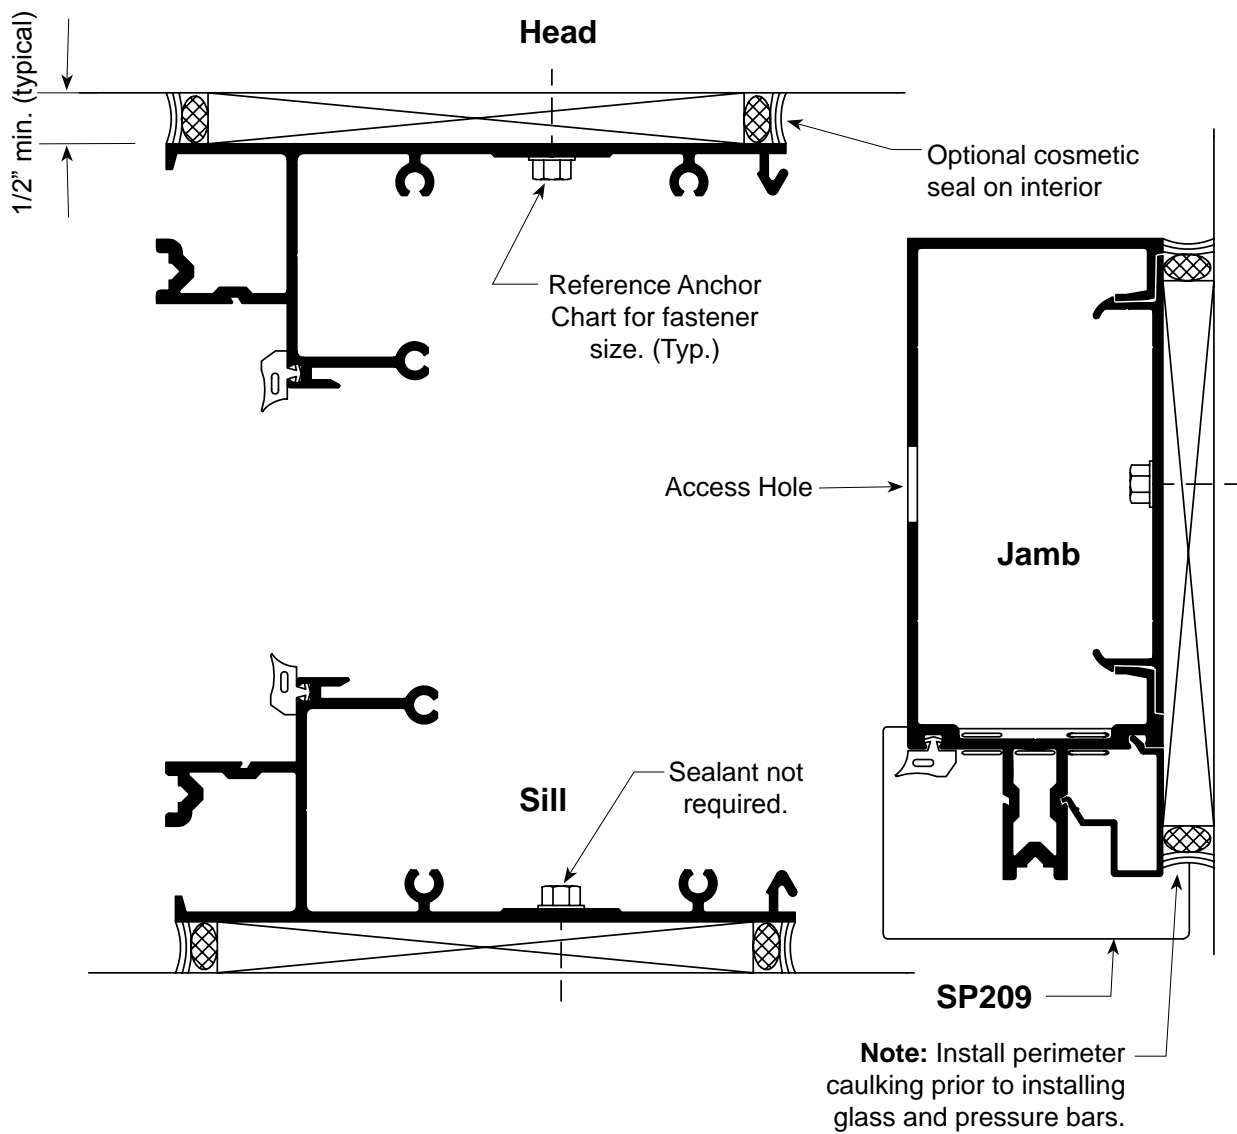 Head
1/2” min. (typical)
Optional cosmetic
seal on interior
Reference Anchor
Chart for fastener
size. (Typ.)
Access Hole
Jamb
Sill
Sealant not
required.
SP209
Note: Install perimeter
caulking prior to installing
glass and pressure bars.